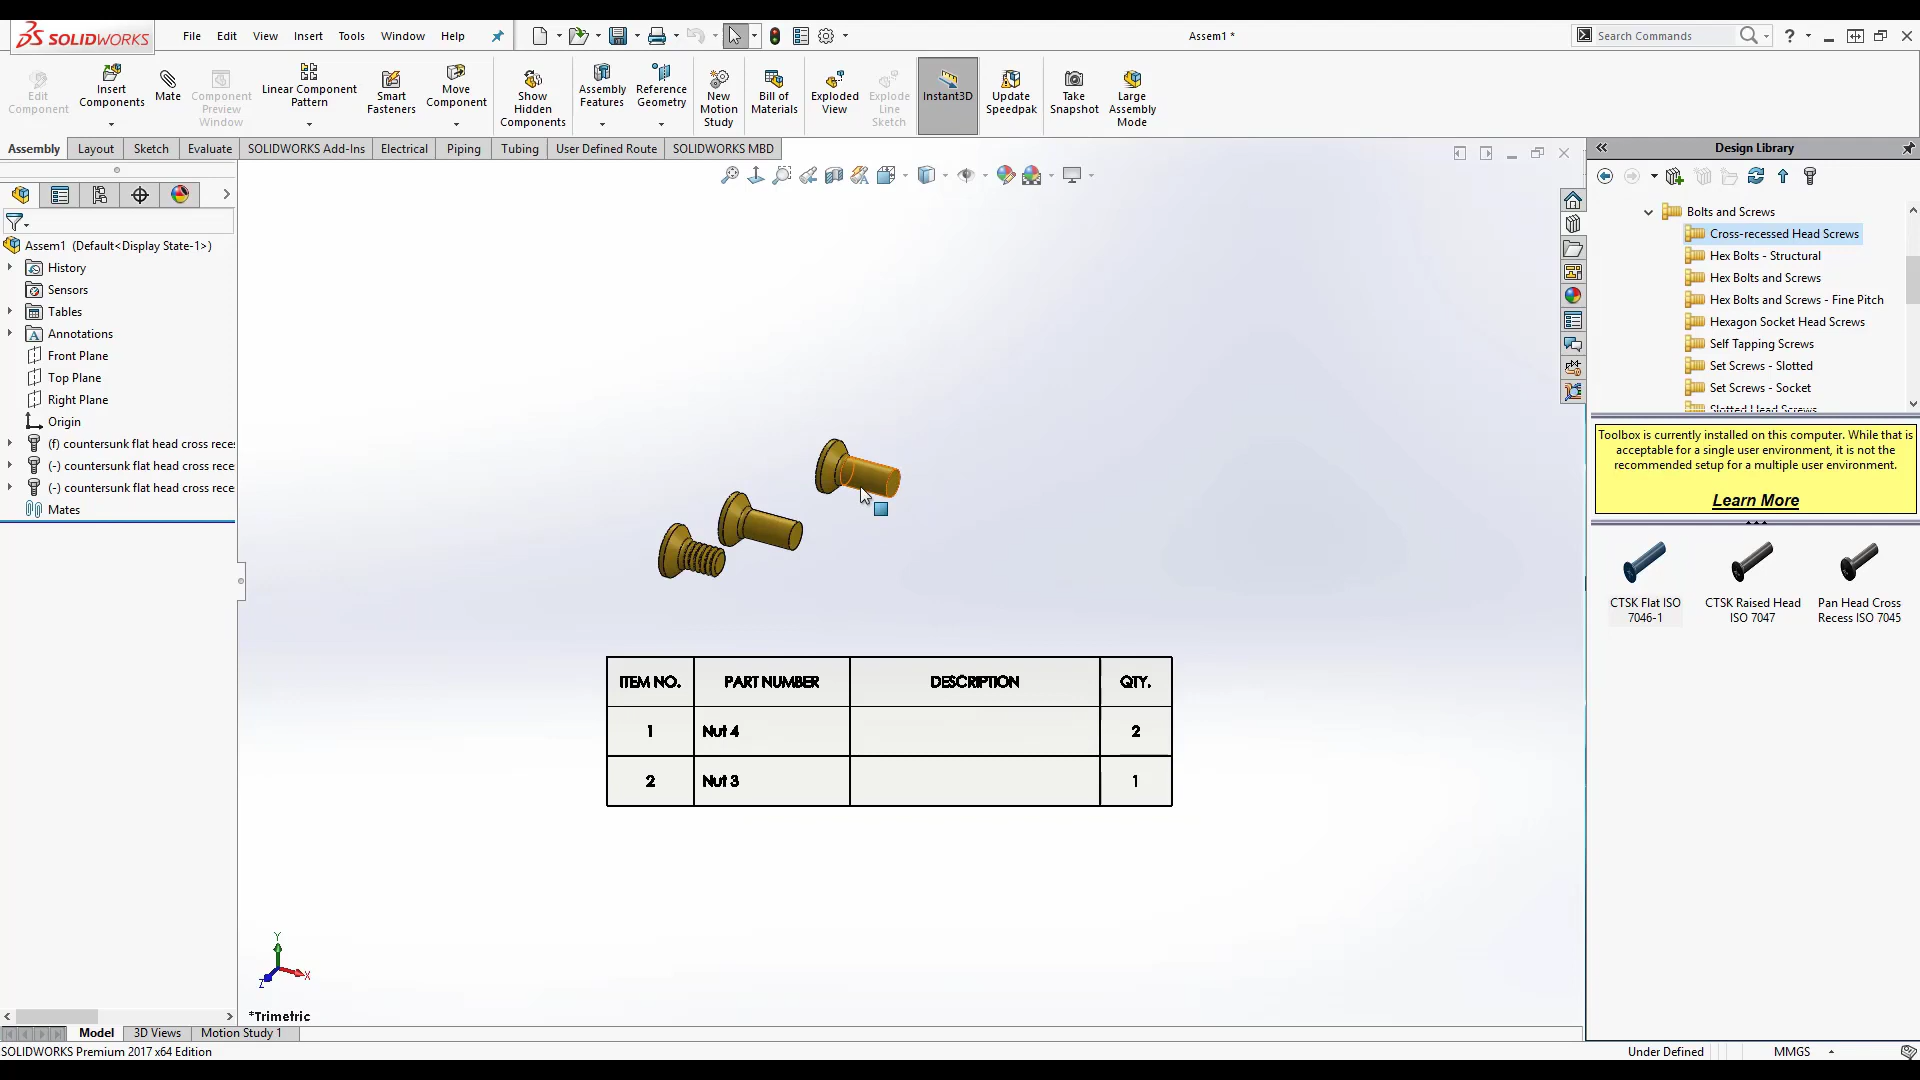 SOLIDWORKS
File Edit View Insert Tools Window Help
Assem1 *
Search Commands
Edit Component
Insert Components
Mate
Component Preview Window
Linear Component Pattern
Smart Fasteners
Move Component
Show Hidden Components
Assembly Features
Reference Geometry
New Motion Study
Bill of Materials
Exploded View
Explode Line Sketch
Instant3D
Update Speedpak
Take Snapshot
Large Assembly Mode
Assembly Layout Sketch Evaluate SOLIDWORKS Add-Ins Electrical Piping Tubing User Defined Route SOLIDWORKS MBD
Assem1 (Default<Display State-1>)
History
Sensors
Tables
Annotations
Front Plane
Top Plane
Right Plane
Origin
(f) countersunk flat head cross rece
(-) countersunk flat head cross rece
(-) countersunk flat head cross rece
Mates
ITEM NO. PART NUMBER DESCRIPTION QTY.
1 Nut 4 2
2 Nut 3 1
Y
X
Z
*Trimetric
Design Library
Bolts and Screws
Cross-recessed Head Screws
Hex Bolts - Structural
Hex Bolts and Screws
Hex Bolts and Screws - Fine Pitch
Hexagon Socket Head Screws
Self Tapping Screws
Set Screws - Slotted
Set Screws - Socket
Slotted Head Screws
Toolbox is currently installed on this computer. While that is
acceptable for a single user environment, it is not the
recommended setup for a multiple user environment.
Learn More
CTSK Flat ISO 7046-1
CTSK Raised Head ISO 7047
Pan Head Cross Recess ISO 7045
Model 3D Views Motion Study 1
SOLIDWORKS Premium 2017 x64 Edition
Under Defined
MMGS